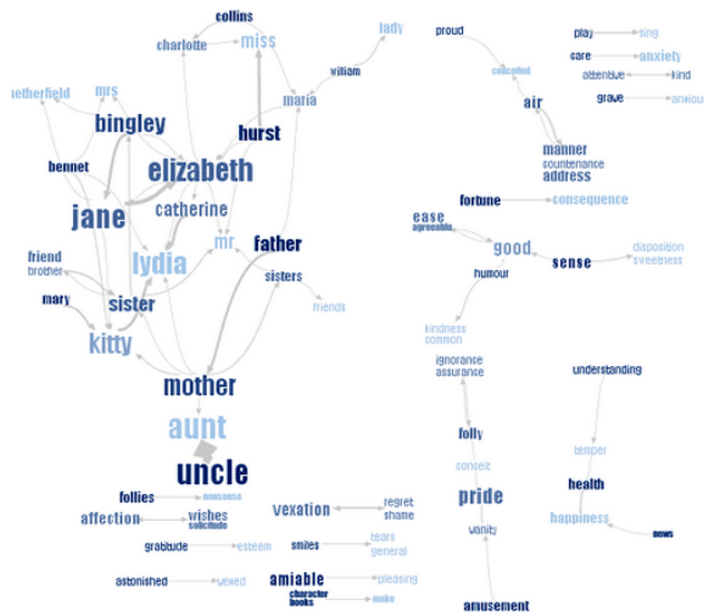 collins
charlotte
miss
lady
william
maria
netherfield
mrs
bingley
hurst
bennet
elizabeth
jane
catherine
mr
father
lydia
friend
brother
sisters
mary
sister
friends
kitty
mother
aunt
uncle
follies
nonsense
affection
wishes
solicitude
vexation
regret
shame
gratitude
esteem
smiles
tears
general
astonished
vexed
amiable
pleasing
character
books
make
proud
conceited
air
manner
countenance
address
play
sing
care
anxiety
attentive
kind
grave
anxiou
fortune
consequence
ease
agreeable
good
sense
disposition
sweetness
humour
kindness
common
ignorance
assurance
folly
conceit
pride
vanity
amusement
understanding
temper
health
happiness
news